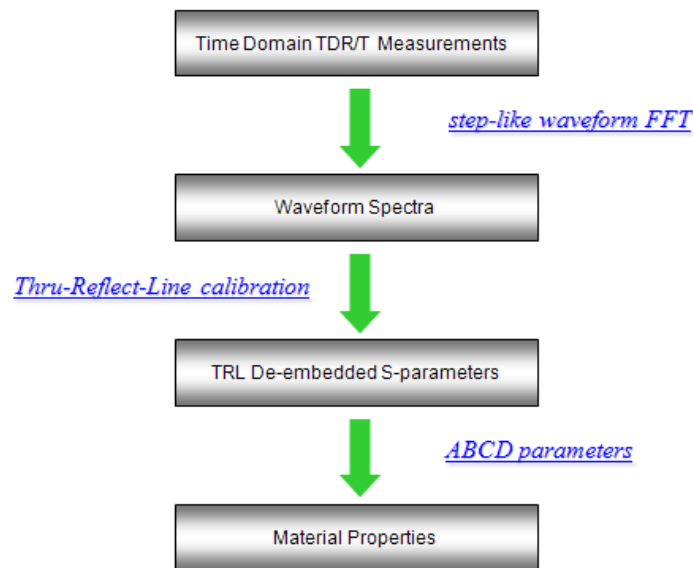 Time Domain TDR/T Measurements
step-like waveform FFT
Waveform Spectra
Thru-Reflect-Line calibration
TRL De-embedded S-parameters
ABCD parameters
Material Properties